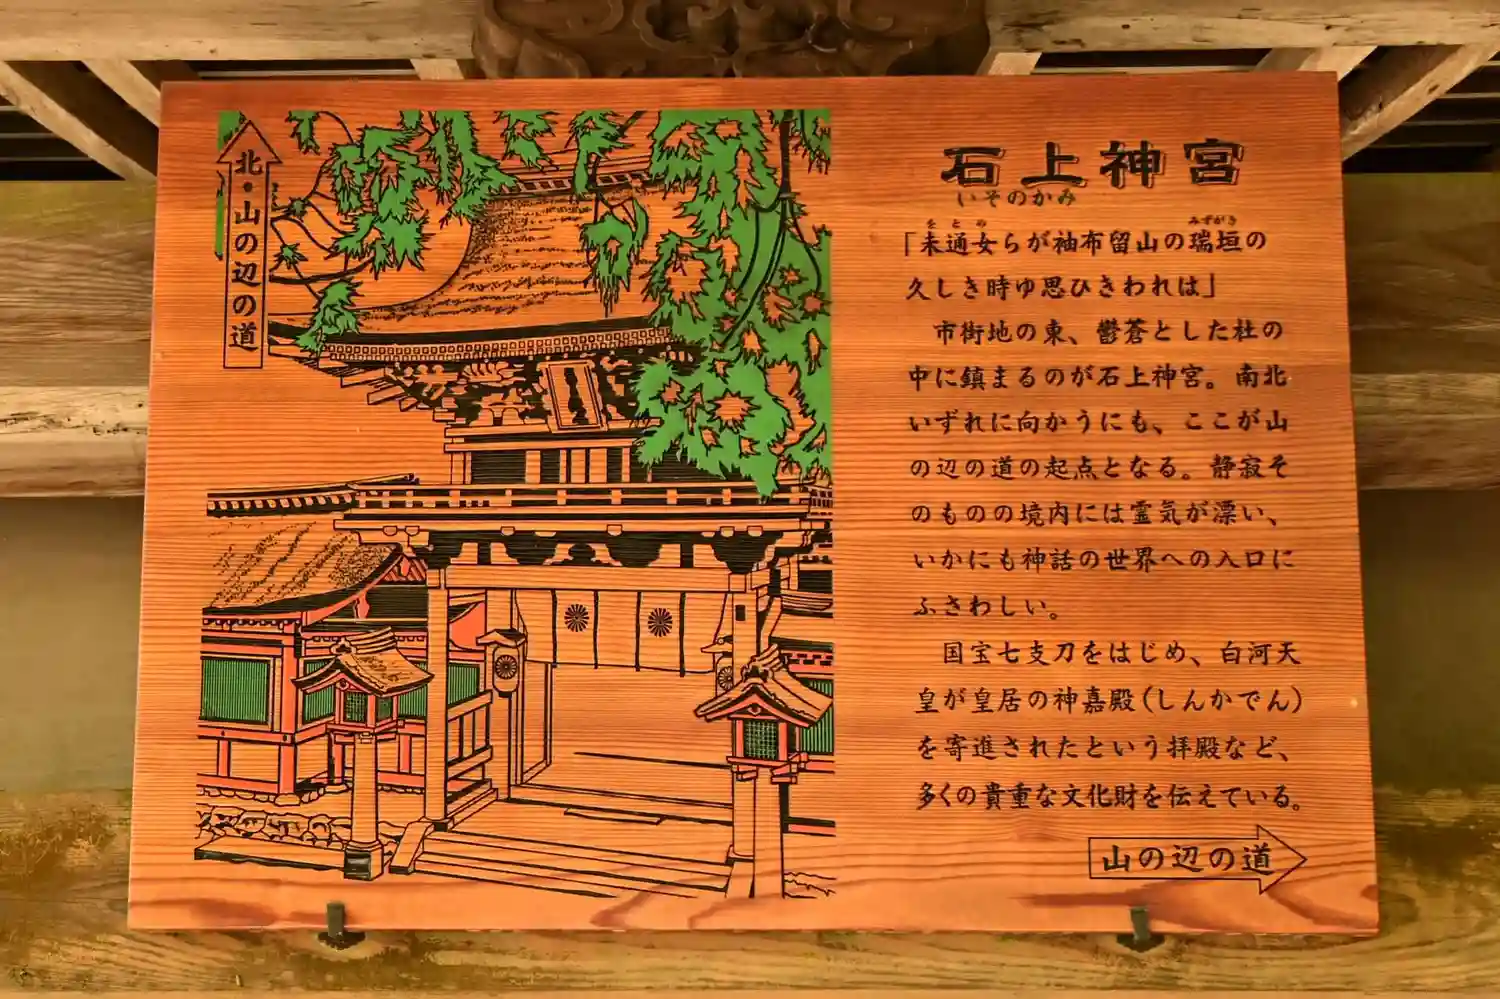 北・山の辺の道
石上神宮
いそのかみ
をとめ みずがき
「未通女らが袖布留山の瑞垣の
久しき時ゆ思ひきわれは」
市街地の東、鬱蒼とした杜の
中に鎮まるのが石上神宮。南北
いずれに向かうにも、ここが山
の辺の道の起点となる。静寂そ
のものの境内には霊気が漂い、
いかにも神話の世界への入口に
ふさわしい。
国宝七支刀をはじめ、白河天
皇が皇居の神嘉殿(しんかでん)
を寄進されたという拝殿など、
多くの貴重な文化財を伝えている。
山の辺の道